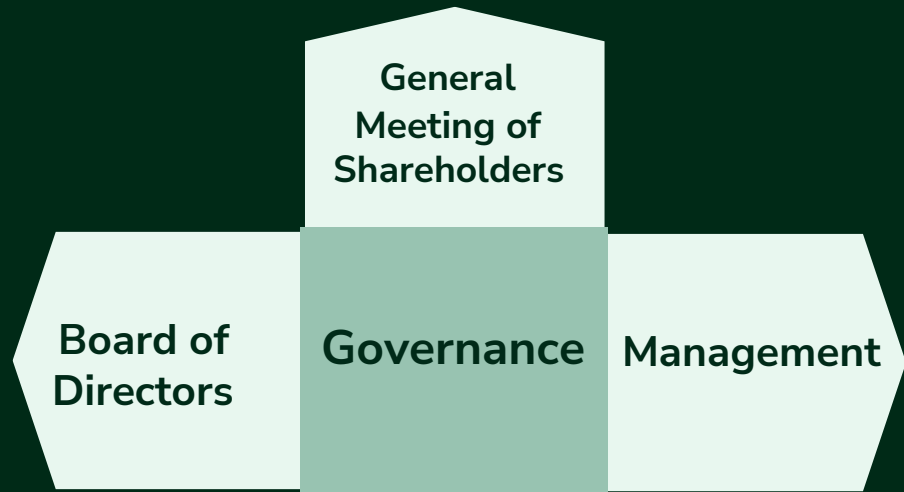 General
Meeting of
Shareholders
Board of
Directors
Governance
Management